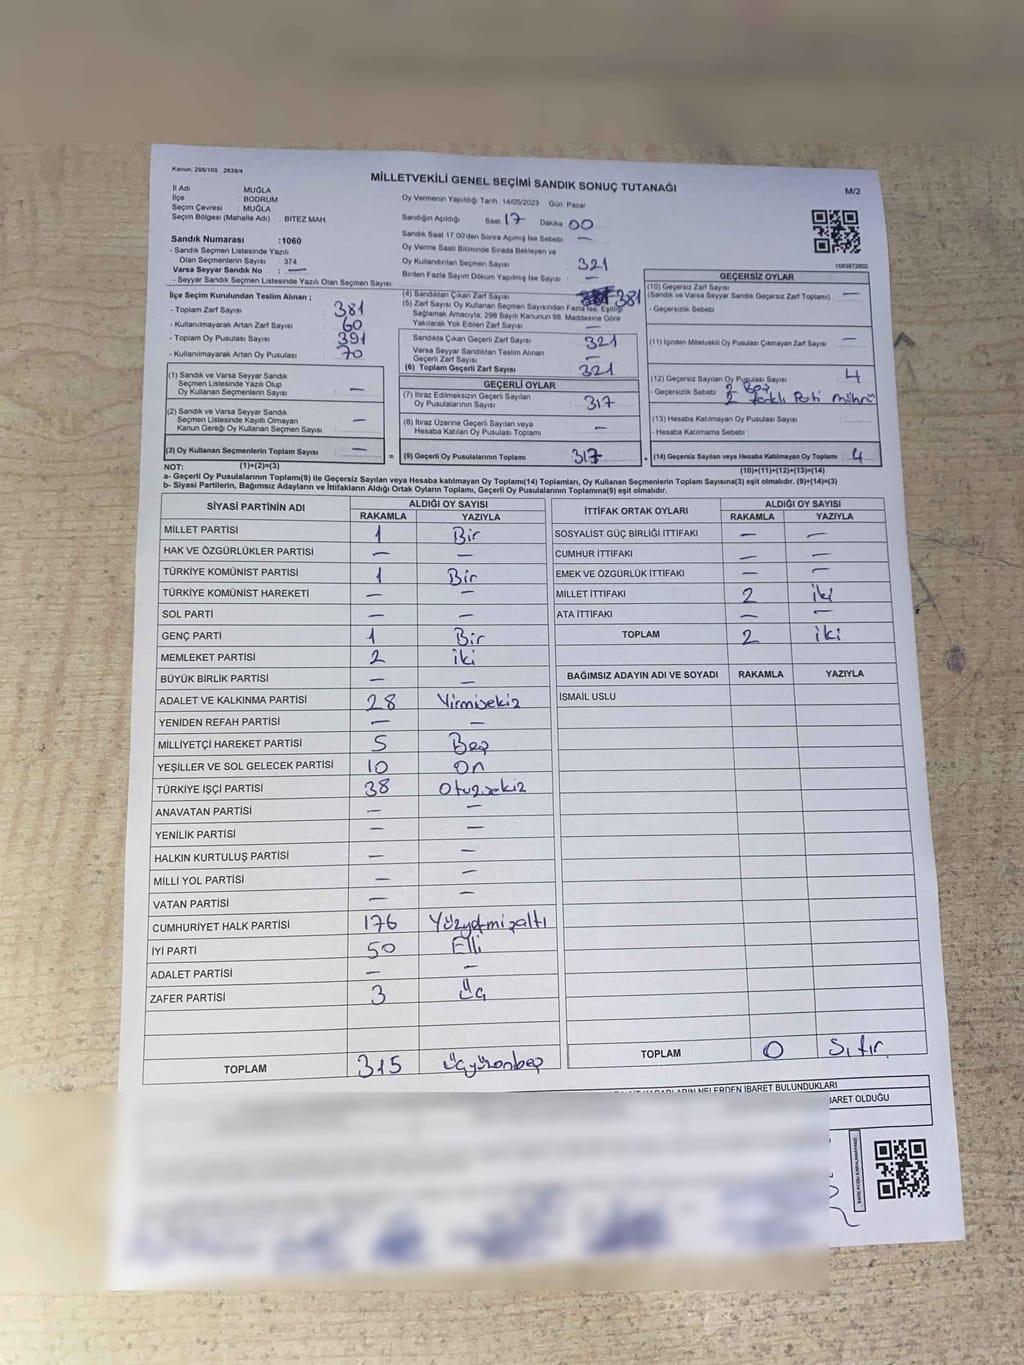 Kanun: 298/105 , 2839/4
MİLLETVEKİLİ GENEL SEÇİMİ SANDIK SONUÇ TUTANAĞI
M/2
İl Adı MUĞLA
İlçe BODRUM
Seçim Çevresi : MUĞLA
Seçim Bölgesi (Mahalle Adı) : BİTEZ MAH.
Oy Vermenin Yapıldığı Tarih 14/05/2023 Gün Pazar
Sandığın Açıldığı Saat 17 Dakika 00
Sandık Saat 17.00'den Sonra Açılmış İse Sebebi —
Oy Verme Saati Bitiminde Sırada Bekleyen ve
Oy Kullandırılan Seçmen Sayısı 321
Birden Fazla Sayım Döküm Yapılmış İse Sayısı —
1083872802
Sandık Numarası :1060
- Sandık Seçmen Listesinde Yazılı
Olan Seçmenlerin Sayısı : 374
Varsa Seyyar Sandık No : —
- Seyyar Sandık Seçmen Listesinde Yazılı Olan Seçmen Sayısı
İlçe Seçim Kurulundan Teslim Alınan ;
- Toplam Zarf Sayısı 381
- Kullanılmayarak Artan Zarf Sayısı 60
- Toplam Oy Pusulası Sayısı 391
- Kullanılmayarak Artan Oy Pusulası 70
(1) Sandık ve Varsa Seyyar Sandık
Seçmen Listesinde Yazılı Olup
Oy Kullanan Seçmenlerin Sayısı —
(2) Sandık ve Varsa Seyyar Sandık
Seçmen Listesinde Kayıtlı Olmayan
Kanun Gereği Oy Kullanan Seçmen Sayısı —
(3) Oy Kullanan Seçmenlerin Toplam Sayısı —
(1)+(2)=(3)
(4) Sandıktan Çıkan Zarf Sayısı 381
(5) Zarf Sayısı Oy Kullanan Seçmen Sayısından Fazla İse, Eşitliği
Sağlamak Amacıyla; 298 Sayılı Kanunun 98. Maddesine Göre
Yakılarak Yok Edilen Zarf Sayısı —
Sandıkta Çıkan Geçerli Zarf Sayısı 321
Varsa Seyyar Sandıktan Teslim Alınan
Geçerli Zarf Sayısı —
(6) Toplam Geçerli Zarf Sayısı 321
GEÇERLİ OYLAR
(7) İtiraz Edilmeksizin Geçerli Sayılan
Oy Pusulalarının Sayısı 317
(8) İtiraz Üzerine Geçerli Sayılan veya
Hesaba Katılan Oy Pusulası Toplamı —
= (9) Geçerli Oy Pusulalarının Toplamı 317
GEÇERSİZ OYLAR
(10) Geçersiz Zarf Sayısı
(Sandık ve Varsa Seyyar Sandık Geçersiz Zarf Toplamı) —
- Geçersizlik Sebebi
(11) İçinden Milletvekili Oy Pusulası Çıkmayan Zarf Sayısı —
(12) Geçersiz Sayılan Oy Pusulası Sayısı 4
- Geçersizlik Sebebi 2 Boş
2 farklı Parti mührü
(13) Hesaba Katılmayan Oy Pusulası Sayısı
- Hesaba Katılmama Sebebi
+ (14) Geçersiz Sayılan veya Hesaba Katılmayan Oy Toplamı 4
(10)+(11)+(12)+(13)=(14)
NOT:
a- Geçerli Oy Pusulalarının Toplamı(9) ile Geçersiz Sayılan veya Hesaba katılmayan Oy Toplamı(14) Toplamları, Oy Kullanan Seçmenlerin Toplam Sayısına(3) eşit olmalıdır. (9)+(14)=(3)
b- Siyasi Partilerin, Bağımsız Adayların ve İttifakların Aldığı Ortak Oyların Toplamı, Geçerli Oy Pusulalarının Toplamına(9) eşit olmalıdır.
SİYASİ PARTİNİN ADI ALDIĞI OY SAYISI
RAKAMLA YAZIYLA
MİLLET PARTİSİ 1 Bir
HAK VE ÖZGÜRLÜKLER PARTİSİ — —
TÜRKİYE KOMÜNİST PARTİSİ 1 Bir
TÜRKİYE KOMÜNİST HAREKETİ — —
SOL PARTİ — —
GENÇ PARTİ 1 Bir
MEMLEKET PARTİSİ 2 İki
BÜYÜK BİRLİK PARTİSİ — —
ADALET VE KALKINMA PARTİSİ 28 Yirmisekiz
YENİDEN REFAH PARTİSİ — —
MİLLİYETÇİ HAREKET PARTİSİ 5 Beş
YEŞİLLER VE SOL GELECEK PARTİSİ 10 On
TÜRKİYE İŞÇİ PARTİSİ 38 Otuzsekiz
ANAVATAN PARTİSİ — —
YENİLİK PARTİSİ — —
HALKIN KURTULUŞ PARTİSİ — —
MİLLİ YOL PARTİSİ — —
VATAN PARTİSİ — —
CUMHURİYET HALK PARTİSİ 176 Yüzyetmişaltı
İYİ PARTİ 50 Elli
ADALET PARTİSİ — —
ZAFER PARTİSİ 3 Üç
TOPLAM 315 Üçyüzonbeş
İTTİFAK ORTAK OYLARI ALDIĞI OY SAYISI
RAKAMLA YAZIYLA
SOSYALİST GÜÇ BİRLİĞİ İTTİFAKI — —
CUMHUR İTTİFAKI — —
EMEK VE ÖZGÜRLÜK İTTİFAKI — —
MİLLET İTTİFAKI 2 İki
ATA İTTİFAKI — —
TOPLAM 2 İki
BAĞIMSIZ ADAYIN ADI VE SOYADI RAKAMLA YAZIYLA
İSMAİL USLU
TOPLAM 0 Sıfır
NELERDEN İBARET BULUNDUKLARI
İBARET OLDUĞU